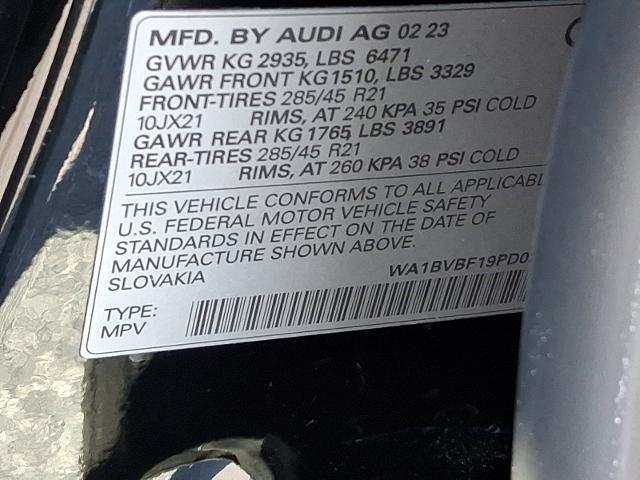 MFD. BY AUDI AG 02 23
GVWR KG 2935, LBS 6471
GAWR FRONT KG 1510, LBS 3329
FRONT-TIRES 285/45 R21
10JX21 RIMS, AT 240 KPA 35 PSI COLD
GAWR REAR KG 1765, LBS 3891
REAR-TIRES 285/45 R21
10JX21 RIMS, AT 260 KPA 38 PSI COLD
THIS VEHICLE CONFORMS TO ALL APPLICABL
U.S. FEDERAL MOTOR VEHICLE SAFETY
STANDARDS IN EFFECT ON THE DATE OF
MANUFACTURE SHOWN ABOVE.
SLOVAKIA WA1BVBF19PD0
TYPE:
MPV